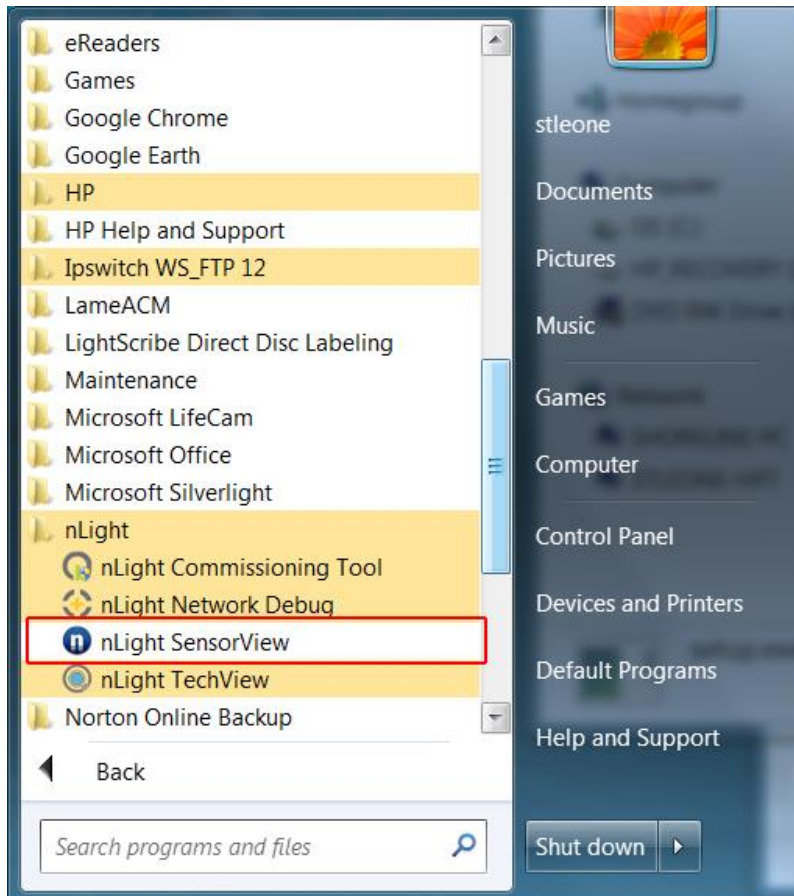 eReaders
Games
Google Chrome
Google Earth
HP
HP Help and Support
Ipswitch WS_FTP 12
LameACM
LightScribe Direct Disc Labeling
Maintenance
Microsoft LifeCam
Microsoft Office
Microsoft Silverlight
nLight
nLight Commissioning Tool
nLight Network Debug
n nLight SensorView
nLight TechView
Norton Online Backup
Back
Search programs and files
stleone
Documents
Pictures
Music
Games
Computer
Control Panel
Devices and Printers
Default Programs
Help and Support
Shut down